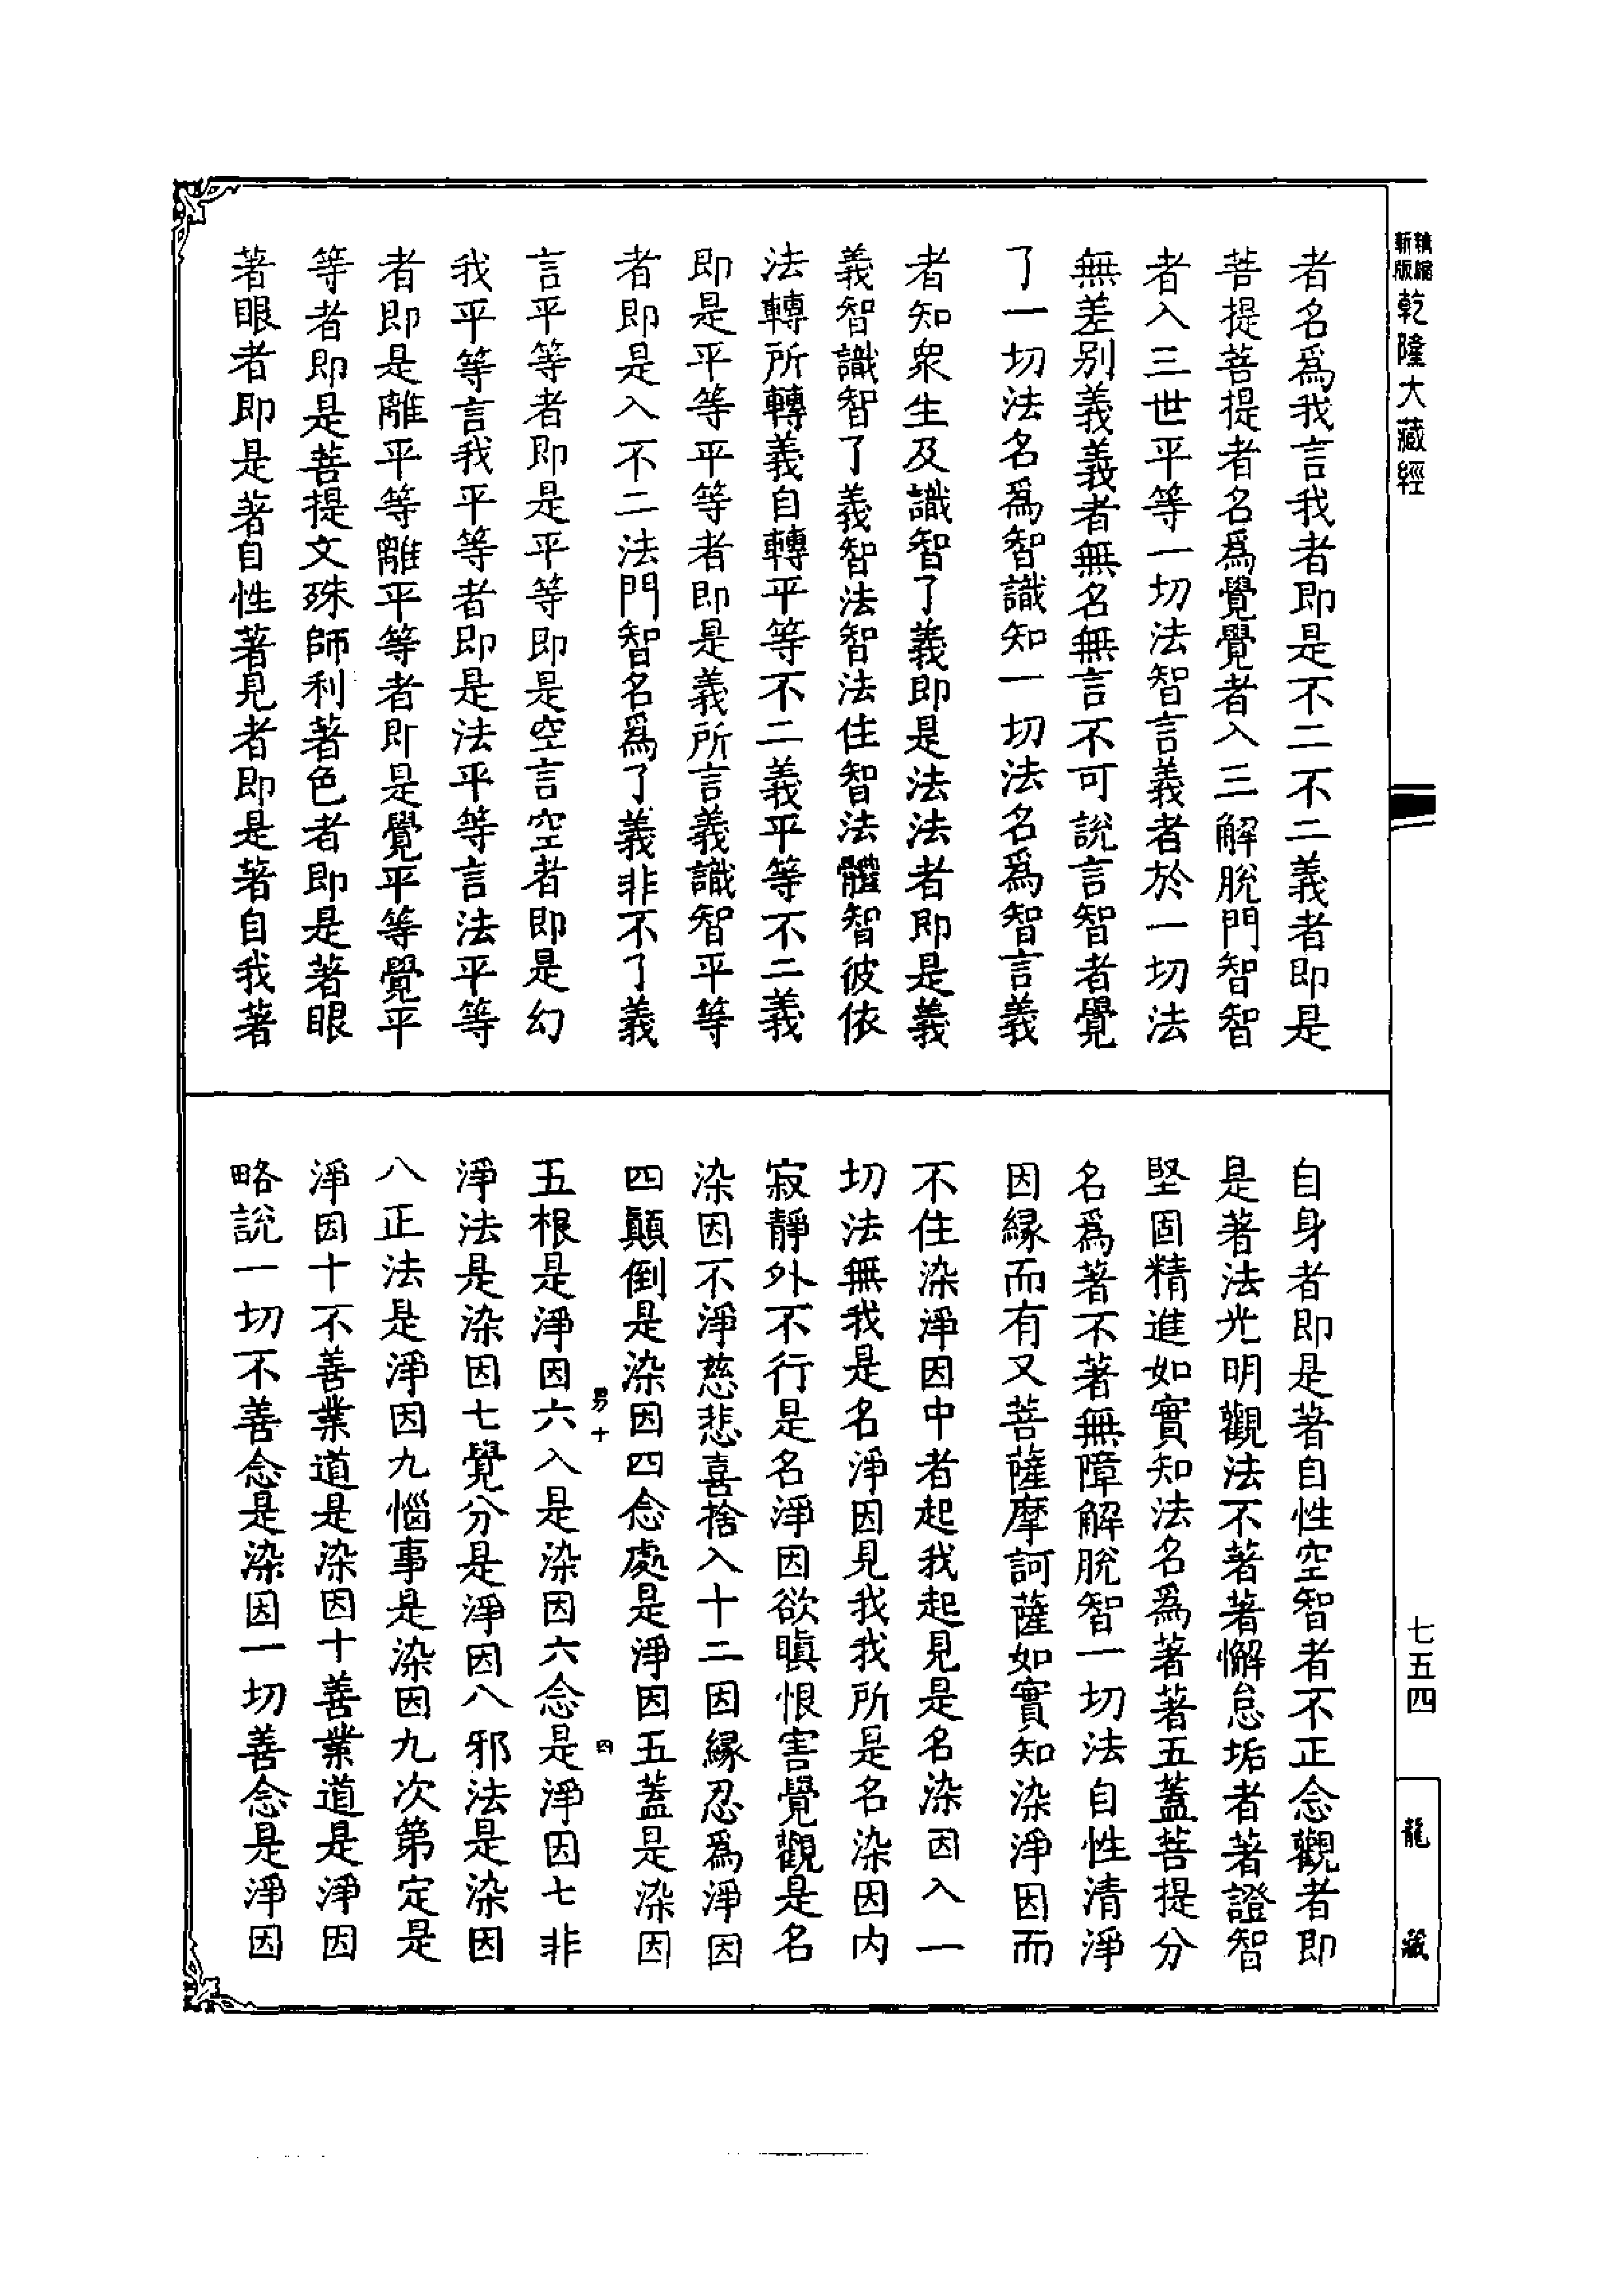 新版精縮乾隆大藏經
者名爲我言我者即是不二不二義者即是
菩提菩提者名爲覺覺者入三解脫門智智
者入三世平等一切法智言義者於一切法
無差别義義者無名無言不可說言智者覺
了一切法名爲智識知一切法名爲智言義
者知衆生及識智了義即是法法者即是義
義智識智了義智法智法住智法體智彼依
法轉所轉義自轉平等不二義平等不二義
即是平等平等者即是義所言義識智平等
者即是入不二法門智名爲了義非不了義
言平等者即是平等即是空言空者即是幻
我平等言我平等者即是法平等言法平等
者即是離平等離平等者即是覺平等覺平
等者即是菩提文殊師利著色者即是著眼
著眼者即是著自性著見者即是著自我著
自身者即是著自性空智者不正念觀者即
是著法光明觀法不著著懈怠垢者著證智
堅固精進如實知法名爲著著五蓋菩提分
名爲著不著無障解脫智一切法自性清淨
因緣而有又菩薩摩訶薩如實知染淨因而
不住染淨因中者起我起見是名染因入一
切法無我是名淨因見我我所是名染因内
寂靜外不行是名淨因欲瞋恨害覺觀是名
染因不淨慈悲喜捨入十二因緣忍爲淨因
四顛倒是染因四念處是淨因五蓋是染因
易十 四
五根是淨因六入是染因六念是淨因七非
淨法是染因七覺分是淨因八邪法是染因
八正法是淨因九惱事是染因九次第定是
淨因十不善業道是染因十善業道是淨因
略說一切不善念是染因一切善念是淨因
七五四
龍藏